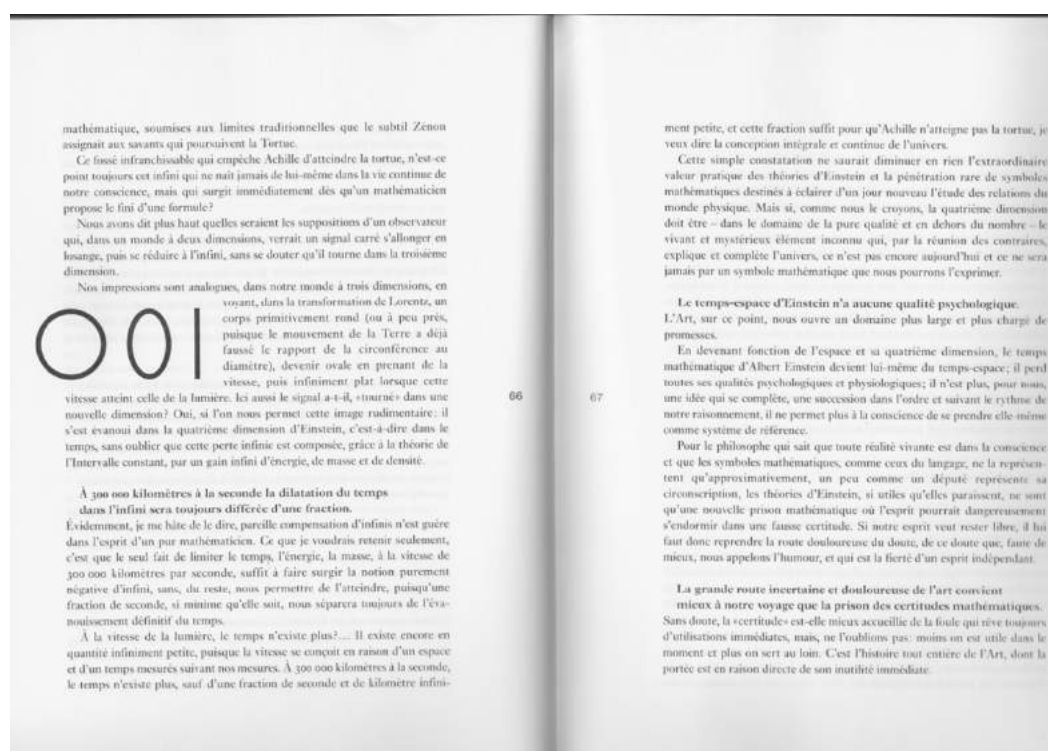 mathématique, soumises aux limites traditionnelles que le subtil Zénon
assignait aux savants qui poursuivent la Tortue.
Ce fossé infranchissable qui empêche Achille d'atteindre la tortue, n'est-ce
point toujours cet infini qui ne naît jamais de lui-même dans la vie continue de
notre conscience, mais qui surgit immédiatement dès qu'un mathématicien
propose le fini d'une formule?
Nous avons dit plus haut quelles seraient les suppositions d'un observateur
qui, dans un monde à deux dimensions, verrait un signal carré s'allonger en
losange, puis se réduire à l'infini, sans se douter qu'il tourne dans la troisième
dimension.
Nos impressions sont analogues, dans notre monde à trois dimensions, en
voyant, dans la transformation de Lorentz, un
corps primitivement rond (ou à peu près,
puisque le mouvement de la Terre a déjà
faussé le rapport de la circonférence au
diamètre), devenir ovale en prenant de la
vitesse, puis infiniment plat lorsque cette
vitesse atteint celle de la lumière. Ici aussi le signal a-t-il, «tourné» dans une
nouvelle dimension? Oui, si l'on nous permet cette image rudimentaire: il
s'est évanoui dans la quatrième dimension d'Einstein, c'est-à-dire dans le
temps, sans oublier que cette perte infinie est composée, grâce à la théorie de
l'Intervalle constant, par un gain infini d'énergie, de masse et de densité.
À 300 000 kilomètres à la seconde la dilatation du temps
dans l'infini sera toujours différée d'une fraction.
Évidemment, je me hâte de le dire, pareille compensation d'infinis n'est guère
dans l'esprit d'un pur mathématicien. Ce que je voudrais retenir seulement,
c'est que le seul fait de limiter le temps, l'énergie, la masse, à la vitesse de
300 000 kilomètres par seconde, suffit à faire surgir la notion purement
négative d'infini, sans, du reste, nous permettre de l'atteindre, puisqu'une
fraction de seconde, si minime qu'elle soit, nous séparera toujours de l'éva-
nouissement définitif du temps.
À la vitesse de la lumière, le temps n'existe plus?... Il existe encore en
quantité infiniment petite, puisque la vitesse se conçoit en raison d'un espace
et d'un temps mesurés suivant nos mesures. À 300 000 kilomètres à la seconde,
le temps n'existe plus, sauf d'une fraction de seconde et de kilomètre infini-
66
67
ment petite, et cette fraction suffit pour qu'Achille n'atteigne pas la tortue, je
veux dire la conception intégrale et continue de l'univers.
Cette simple constatation ne saurait diminuer en rien l'extraordinaire
valeur pratique des théories d'Einstein et la pénétration rare de symboles
mathématiques destinés à éclairer d'un jour nouveau l'étude des relations du
monde physique. Mais si, comme nous le croyons, la quatrième dimension
doit être – dans le domaine de la pure qualité et en dehors du nombre – le
vivant et mystérieux élément inconnu qui, par la réunion des contraires,
explique et complète l'univers, ce n'est pas encore aujourd'hui et ce ne sera
jamais par un symbole mathématique que nous pourrons l'exprimer.
Le temps-espace d'Einstein n'a aucune qualité psychologique.
L'Art, sur ce point, nous ouvre un domaine plus large et plus chargé de
promesses.
En devenant fonction de l'espace et sa quatrième dimension, le temps
mathématique d'Albert Einstein devient lui-même du temps-espace; il perd
toutes ses qualités psychologiques et physiologiques; il n'est plus, pour nous,
une idée qui se complète, une succession dans l'ordre et suivant le rythme de
notre raisonnement, il ne permet plus à la conscience de se prendre elle-même
comme système de référence.
Pour le philosophe qui sait que toute réalité vivante est dans la conscience
et que les symboles mathématiques, comme ceux du langage, ne la représen-
tent qu'approximativement, un peu comme un député représente sa
circonscription, les théories d'Einstein, si utiles qu'elles paraissent, ne sont
qu'une nouvelle prison mathématique où l'esprit pourrait dangereusement
s'endormir dans une fausse certitude. Si notre esprit veut rester libre, il lui
faut donc reprendre la route douloureuse du doute, de ce doute que, faute de
mieux, nous appelons l'humour, et qui est la fierté d'un esprit indépendant.
La grande route incertaine et douloureuse de l'art convient
mieux à notre voyage que la prison des certitudes mathématiques.
Sans doute, la «certitude» est-elle mieux accueillie de la foule qui rêve toujours
d'utilisations immédiates, mais, ne l'oublions pas: moins on est utile dans le
moment et plus on sert au loin. C'est l'histoire tout entière de l'Art, dont la
portée est en raison directe de son inutilité immédiate.